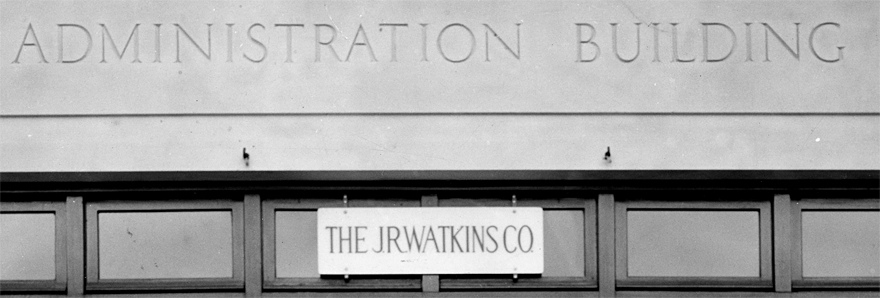 ADMINISTRATION BUILDING
THE J.R.WATKINS CO.